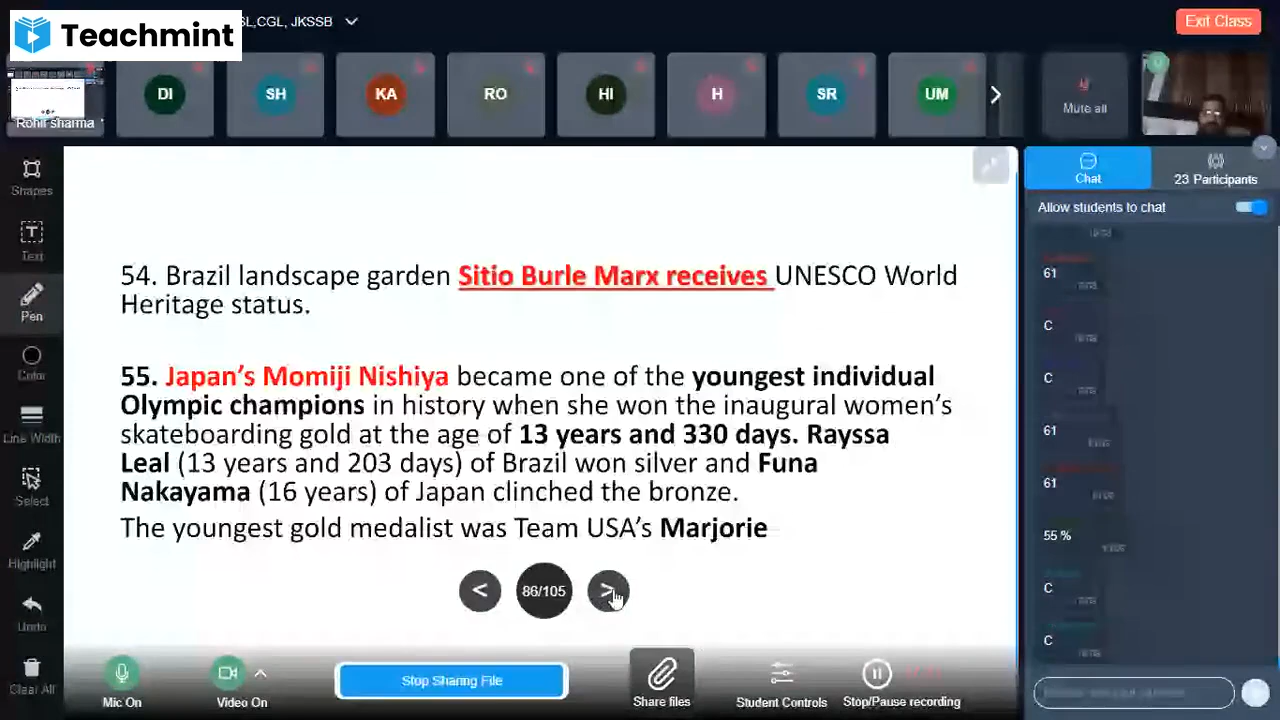 Teachmint
SL,CGL, JKSSB
Exit Class
DI
SH
KA
RO
HI
H
SR
UM
Mute all
Rohit sharma
Shapes
Text
Pen
Color
Line Width
Select
Highlight
Undo
Clear All
54. Brazil landscape garden Sitio Burle Marx receives UNESCO World
Heritage status.
55. Japan's Momiji Nishiya became one of the youngest individual
Olympic champions in history when she won the inaugural women's
skateboarding gold at the age of 13 years and 330 days. Rayssa
Leal (13 years and 203 days) of Brazil won silver and Funa
Nakayama (16 years) of Japan clinched the bronze.
The youngest gold medalist was Team USA's Marjorie
< 86/105 >
Chat
23 Participants
Allow students to chat
61
C
C
61
61
55 %
C
C
Mic On
Video On
Stop Sharing File
Share files
Student Controls
Stop/Pause recording